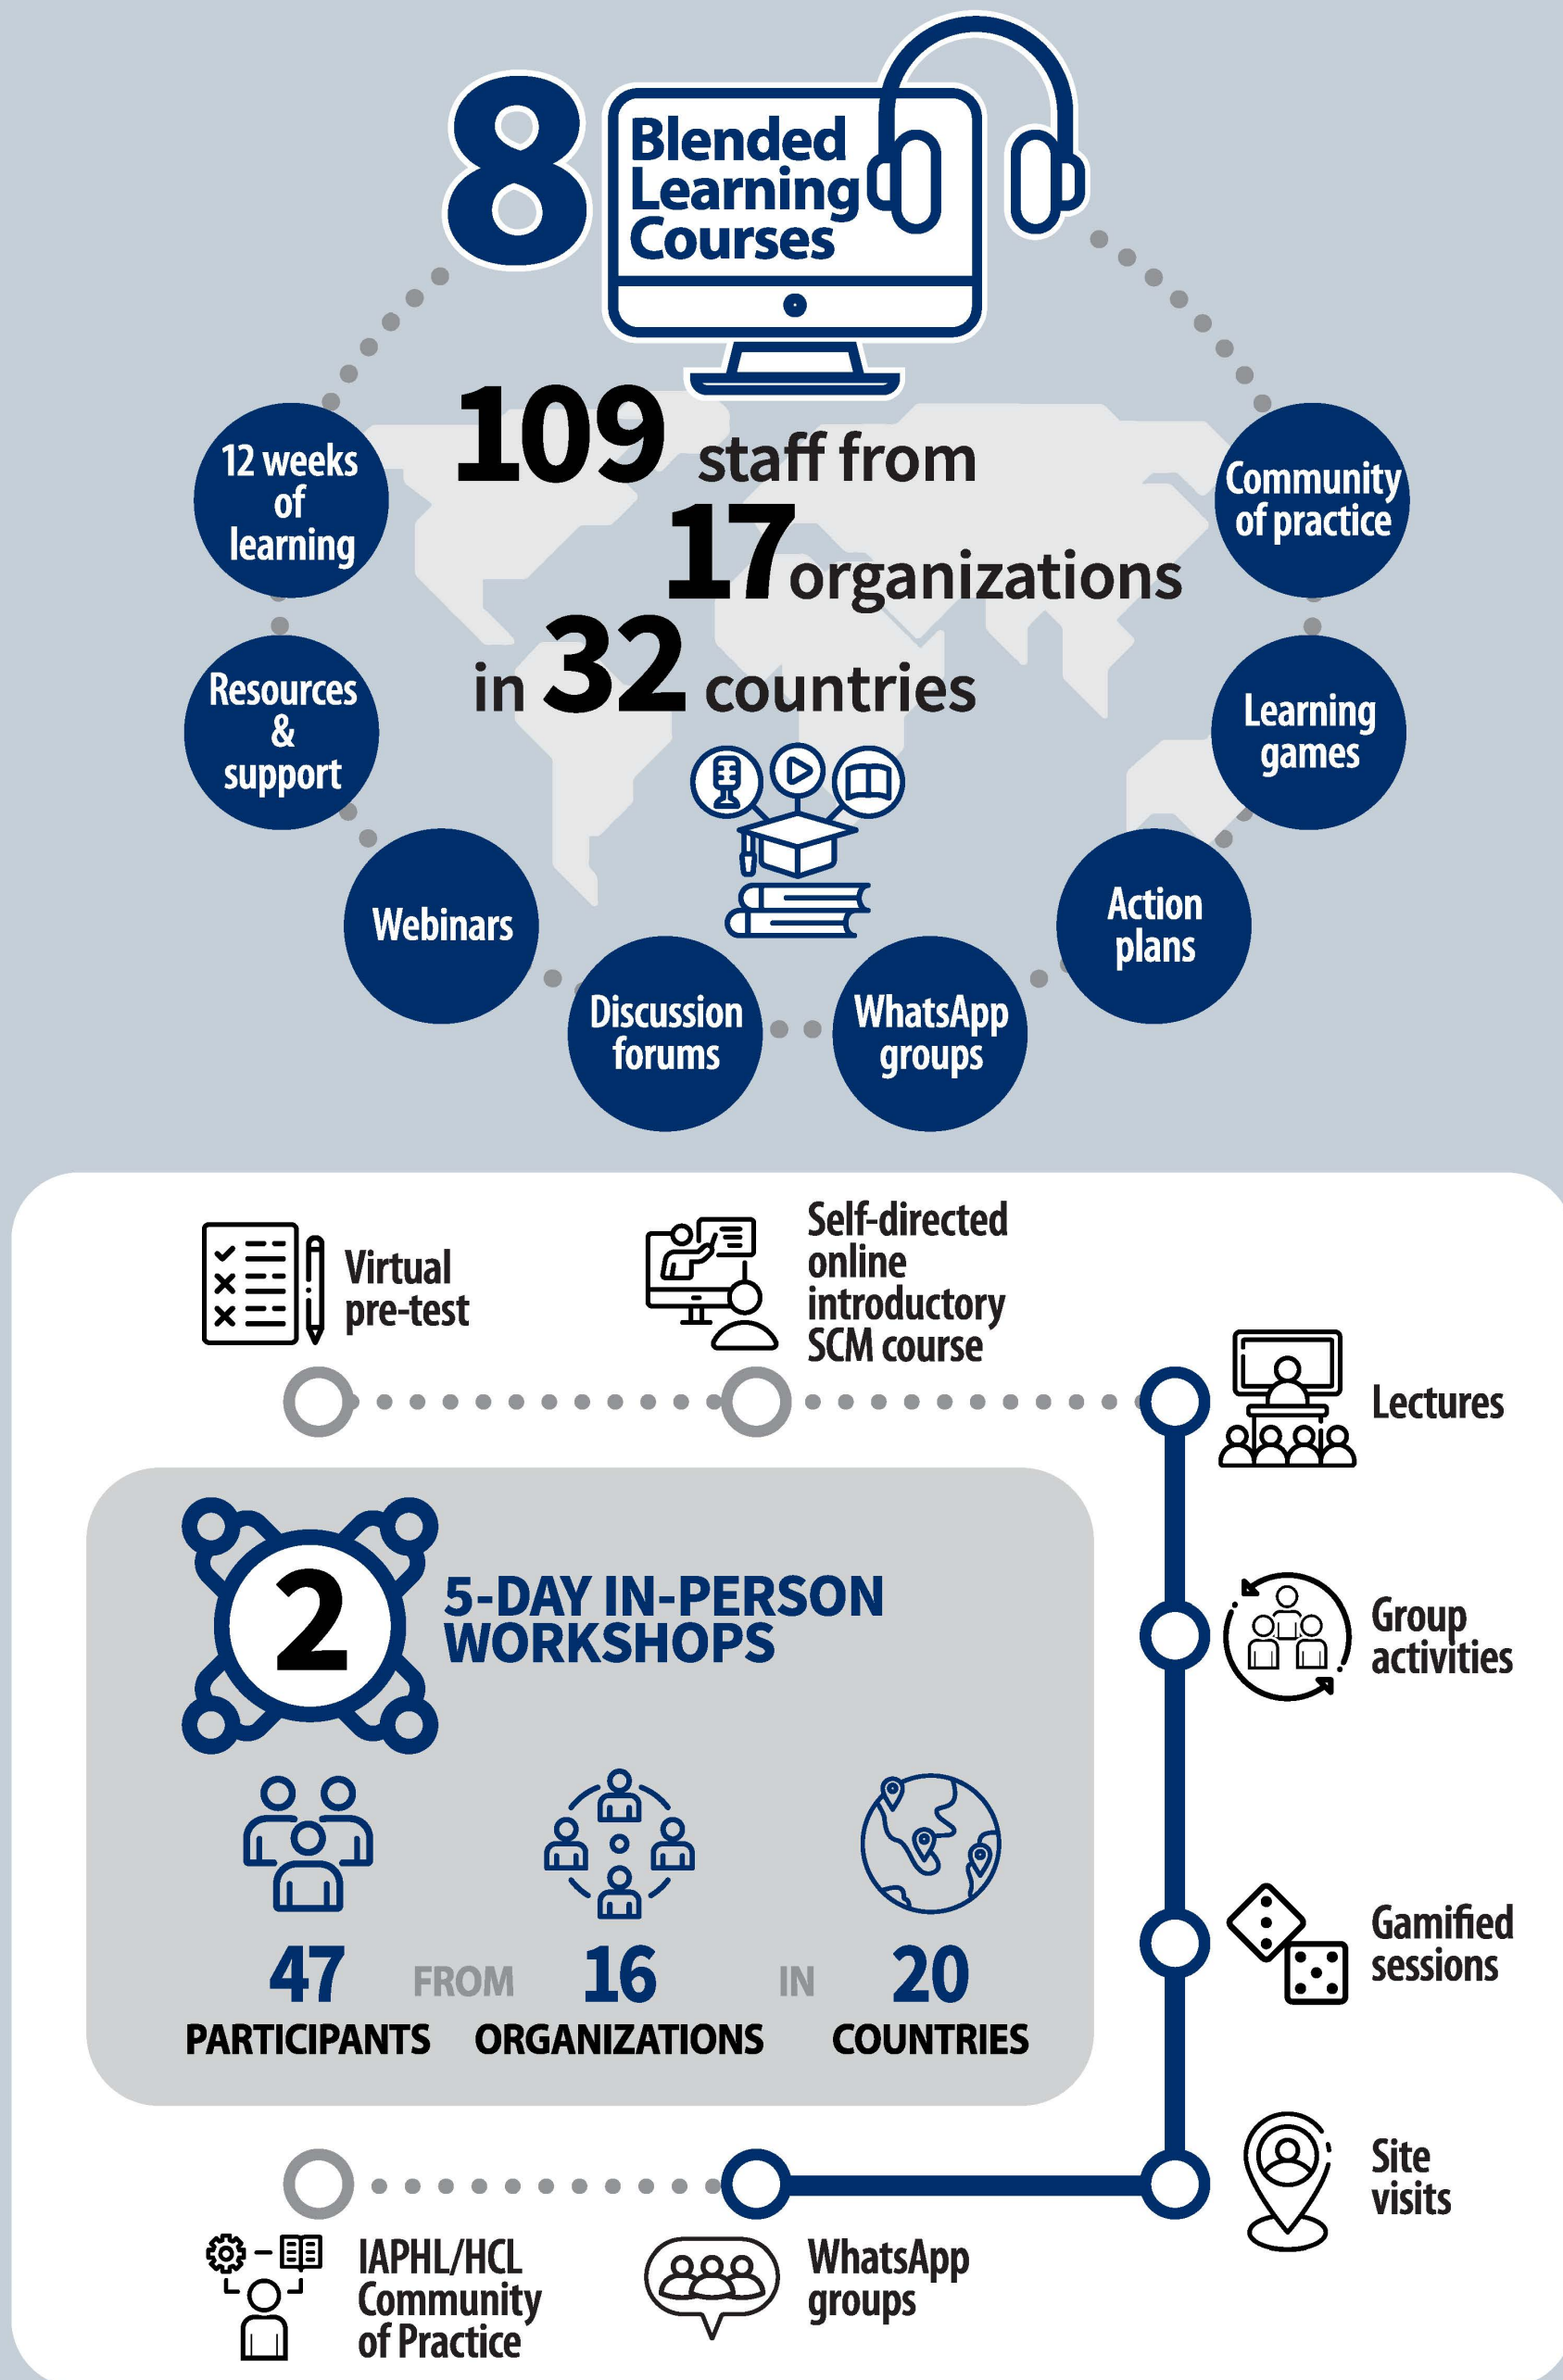 8
Blended
Learning
Courses
109 staff from
17 organizations
in 32 countries
12 weeks
of
learning
Resources
&
support
Webinars
Discussion
forums
WhatsApp
groups
Action
plans
Learning
games
Community
of practice
Virtual
pre-test
Self-directed
online
introductory
SCM course
Lectures
Group
activities
Gamified
sessions
Site
visits
2
5-DAY IN-PERSON
WORKSHOPS
47 FROM 16 IN 20
PARTICIPANTS ORGANIZATIONS COUNTRIES
WhatsApp
groups
IAPHL/HCL
Community
of Practice